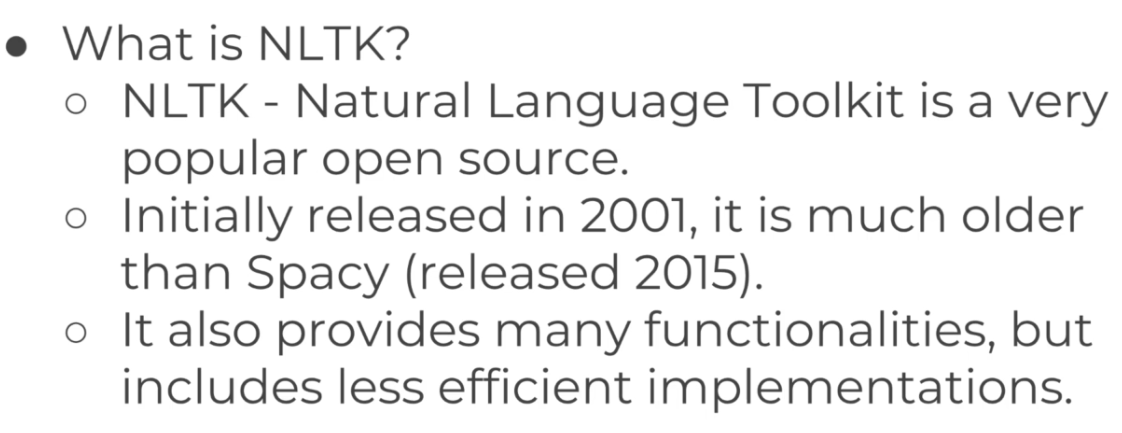 ● What is NLTK?
○ NLTK - Natural Language Toolkit is a very
popular open source.
○ Initially released in 2001, it is much older
than Spacy (released 2015).
○ It also provides many functionalities, but
includes less efficient implementations.